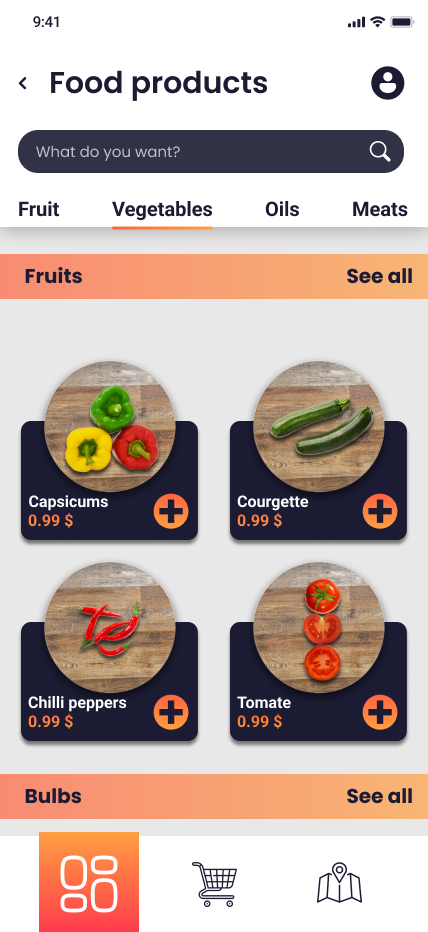 9:41
Food products
What do you want?
Fruit Vegetables Oils Meats
Fruits See all
Capsicums
0.99 $
Courgette
0.99 $
Chilli peppers
0.99 $
Tomate
0.99 $
Bulbs See all